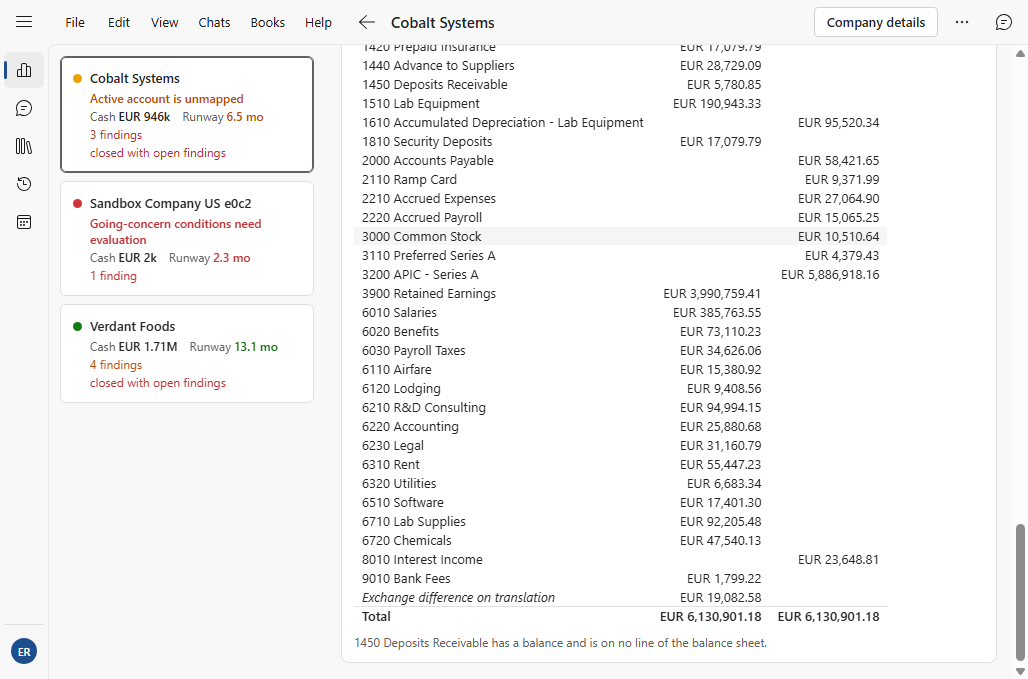 File Edit View Chats Books Help Cobalt Systems Company details
Cobalt Systems
Active account is unmapped
Cash EUR 946k Runway 6.5 mo
3 findings
closed with open findings
Sandbox Company US e0c2
Going-concern conditions need
evaluation
Cash EUR 2k Runway 2.3 mo
1 finding
Verdant Foods
Cash EUR 1.71M Runway 13.1 mo
4 findings
closed with open findings
ER
1420 Prepaid Insurance EUR 17,079.79
1440 Advance to Suppliers EUR 28,729.09
1450 Deposits Receivable EUR 5,780.85
1510 Lab Equipment EUR 190,943.33
1610 Accumulated Depreciation - Lab Equipment EUR 95,520.34
1810 Security Deposits EUR 17,079.79
2000 Accounts Payable EUR 58,421.65
2110 Ramp Card EUR 9,371.99
2210 Accrued Expenses EUR 27,064.90
2220 Accrued Payroll EUR 15,065.25
3000 Common Stock EUR 10,510.64
3110 Preferred Series A EUR 4,379.43
3200 APIC - Series A EUR 5,886,918.16
3900 Retained Earnings EUR 3,990,759.41
6010 Salaries EUR 385,763.55
6020 Benefits EUR 73,110.23
6030 Payroll Taxes EUR 34,626.06
6110 Airfare EUR 15,380.92
6120 Lodging EUR 9,408.56
6210 R&D Consulting EUR 94,994.15
6220 Accounting EUR 25,880.68
6230 Legal EUR 31,160.79
6310 Rent EUR 55,447.23
6320 Utilities EUR 6,683.34
6510 Software EUR 17,401.30
6710 Lab Supplies EUR 92,205.48
6720 Chemicals EUR 47,540.13
8010 Interest Income EUR 23,648.81
9010 Bank Fees EUR 1,799.22
Exchange difference on translation EUR 19,082.58
Total EUR 6,130,901.18 EUR 6,130,901.18
1450 Deposits Receivable has a balance and is on no line of the balance sheet.